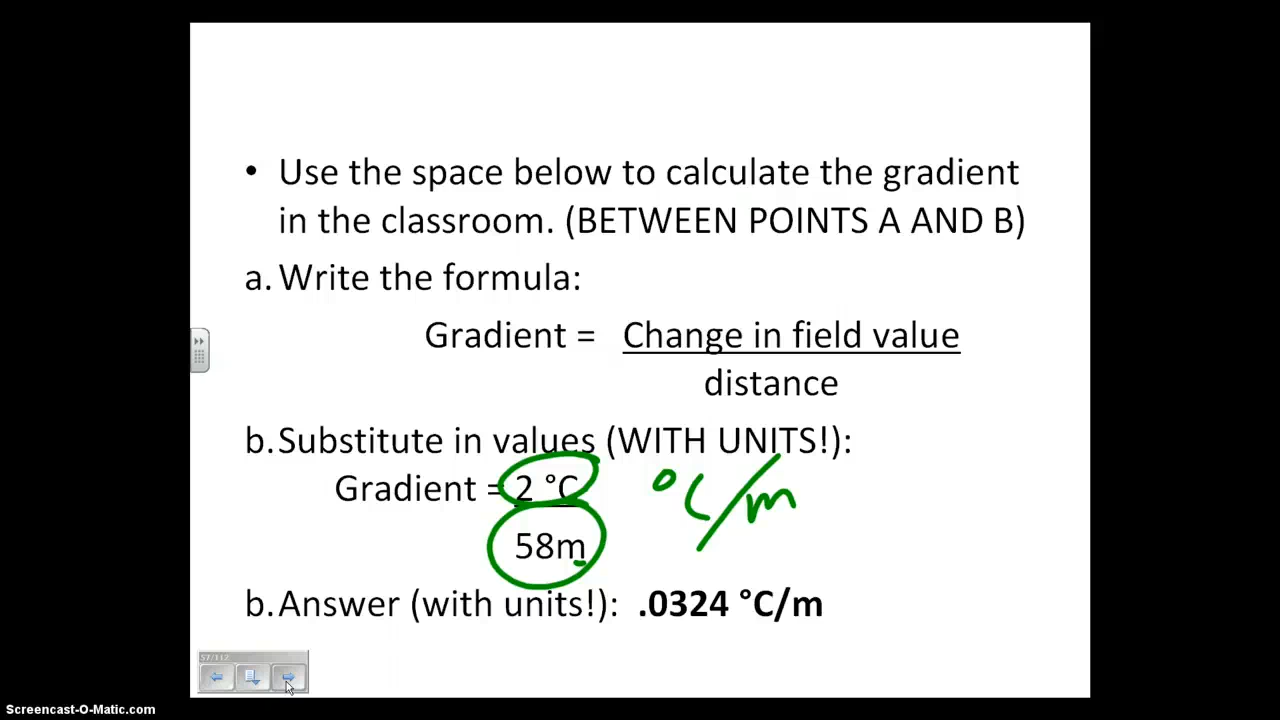 • Use the space below to calculate the gradient
in the classroom. (BETWEEN POINTS A AND B)
a. Write the formula:
Gradient = Change in field value
distance
b. Substitute in values (WITH UNITS!):
Gradient = 2 °C
°C/m
58m
b. Answer (with units!): .0324 °C/m
57/112
Screencast-O-Matic.com